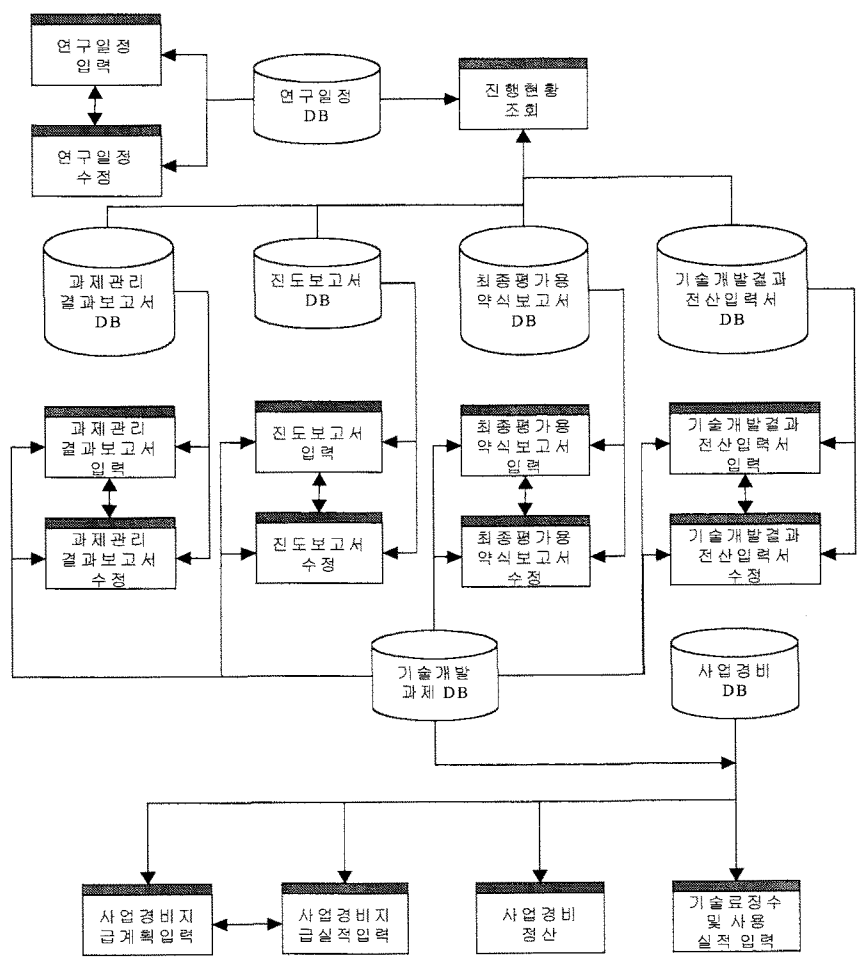 연구일정
입력
연구일정
DB
진행현황
조회
연구일정
수정
과제관리
결과보고서
DB
진도보고서
DB
최종평가용
약식보고서
DB
기술개발결과
전산입력서
DB
과제관리
결과보고서
입력
진도보고서
입력
최종평가용
약식보고서
입력
기술개발결과
전산입력서
입력
과제관리
결과보고서
수정
진도보고서
수정
최종평가용
약식보고서
수정
기술개발결과
전산입력서
수정
기술개발
과제 DB
사업경비
DB
사업경비지
급계획입력
사업경비지
급실적입력
사업경비
정산
기술료징수
및 사용
실적 입력